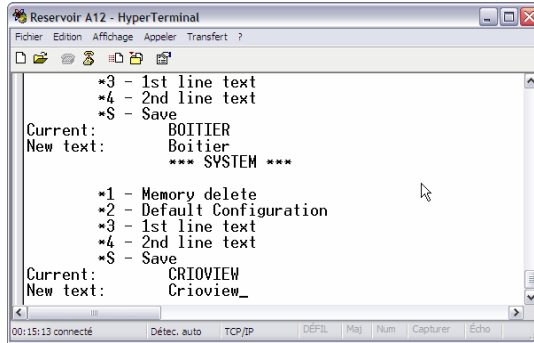 Reservoir A12 - HyperTerminal
Fichier Edition Affichage Appeler Transfert ?
*3 - 1st line text
*4 - 2nd line text
*S - Save
Current: BOITIER
New text: Boitier
*** SYSTEM ***
*1 - Memory delete
*2 - Default Configuration
*3 - 1st line text
*4 - 2nd line text
*S - Save
Current: CRIOVIEW
New text: Crioview_
00:15:13 connecté Détec. auto TCP/IP DÉFIL Maj Num Capturer Écho